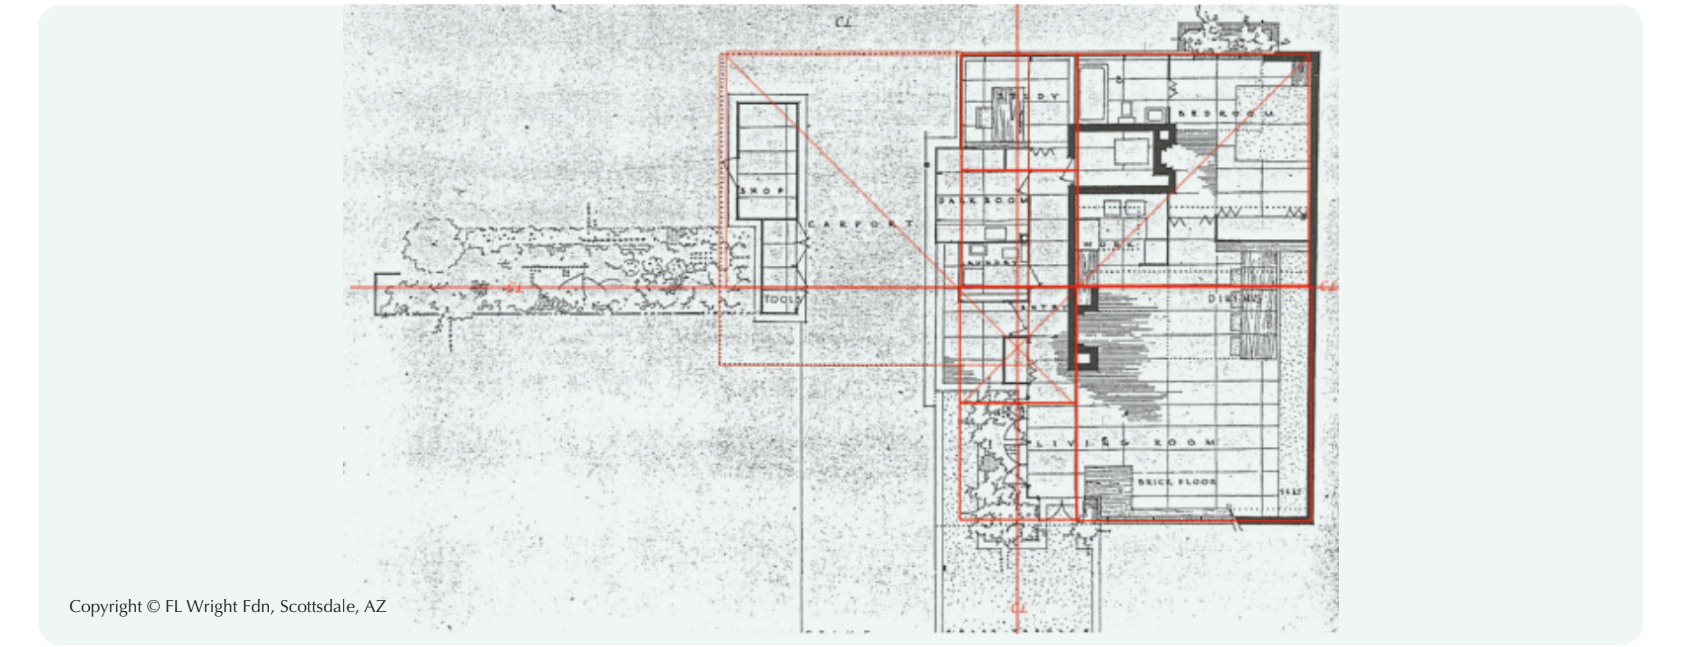 CL
STUDY
BEDROOM
SHOP
DARKROOM
CARPORT
WORK
LAUNDRY
CL
CL
TOOLS
DINING
LIVING ROOM
BRICK FLOOR
SEAT
Copyright © FL Wright Fdn, Scottsdale, AZ
CL